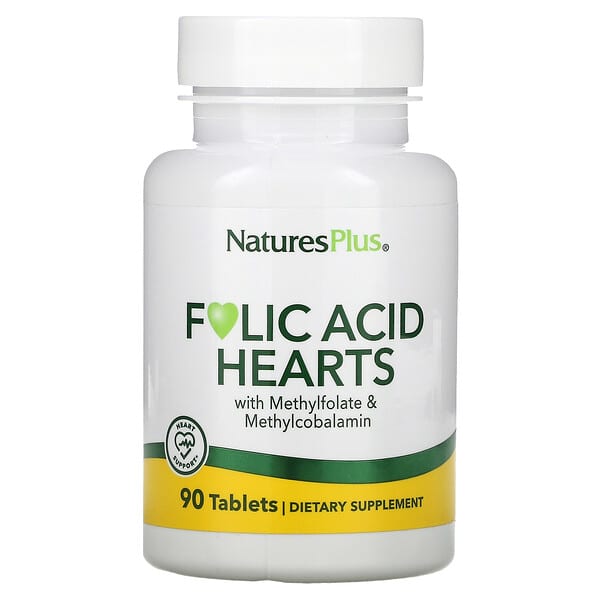 NaturesPlus®
FOLIC ACID
HEARTS
with Methylfolate &
Methylcobalamin
HEART
SUPPORT*
90 Tablets | DIETARY SUPPLEMENT